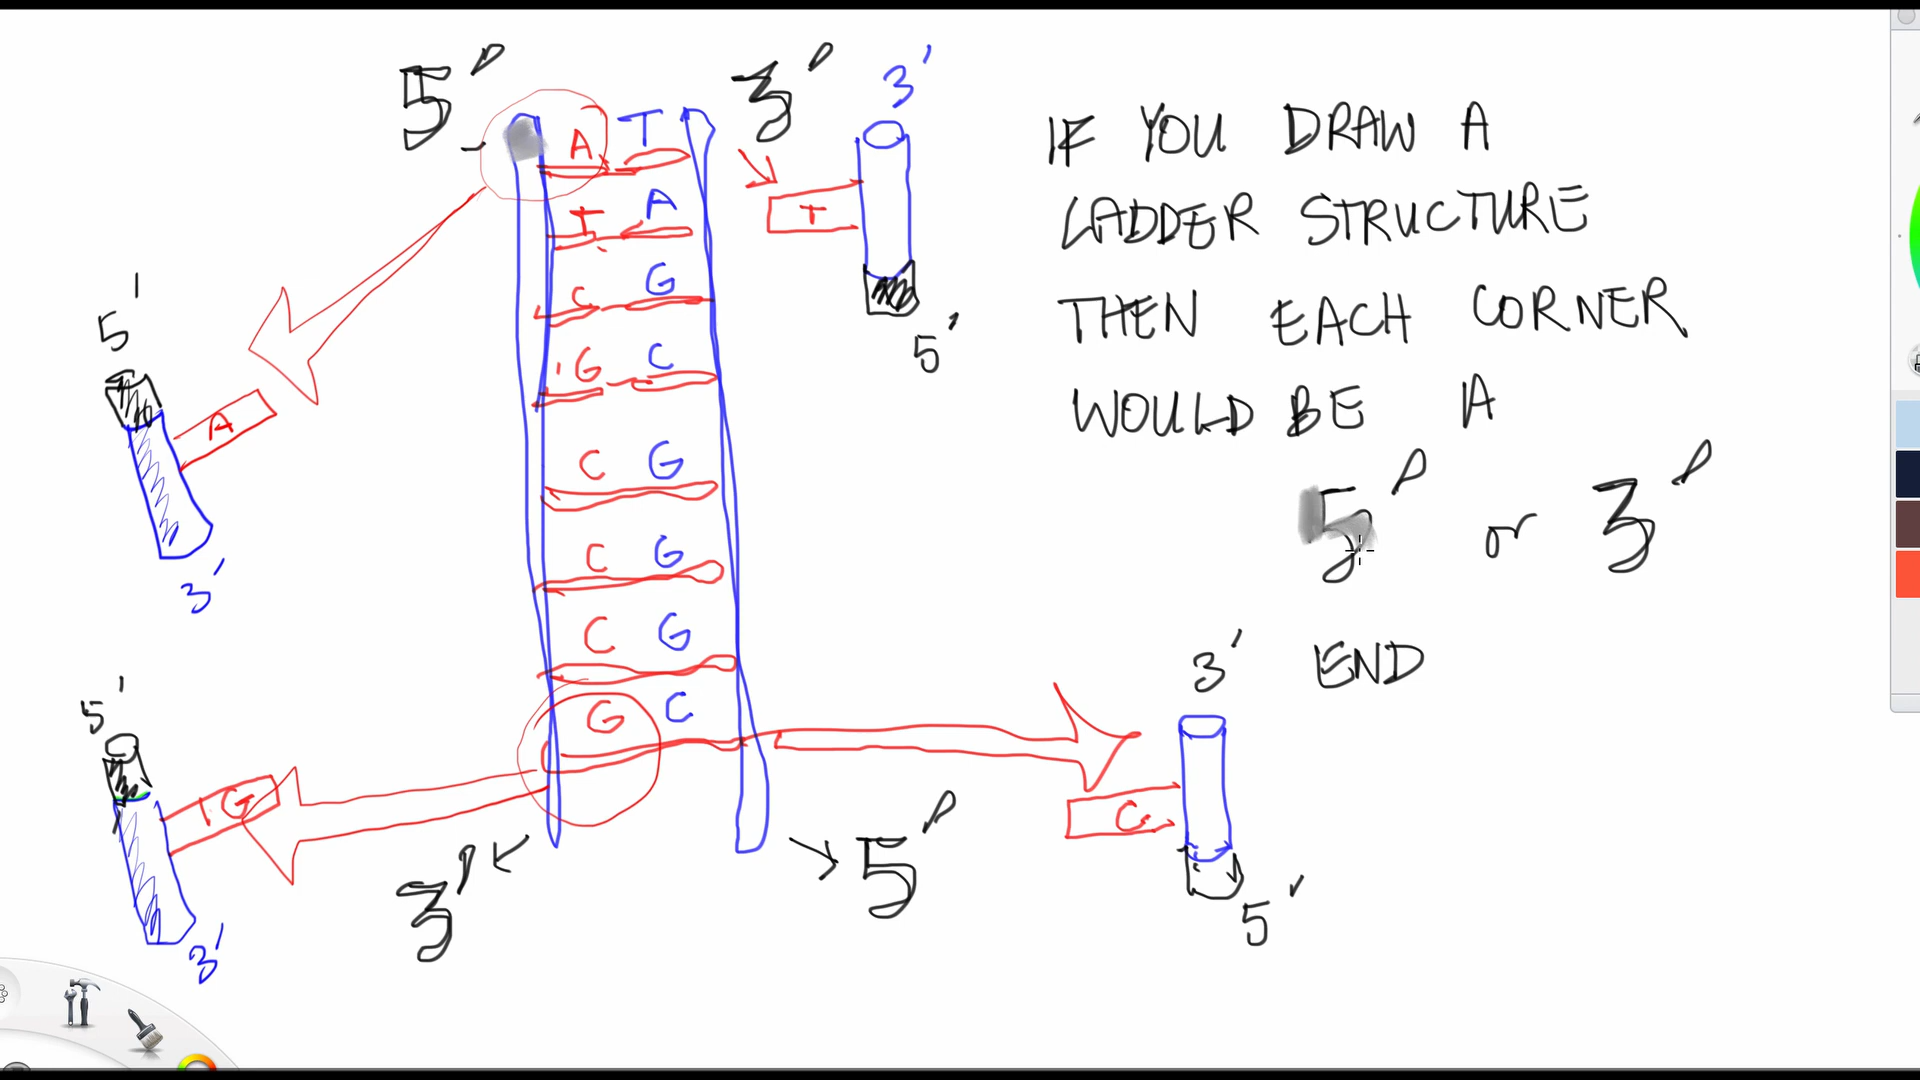 5' 3' 3'
A T
T
T A
5'
C G
5'
G C
A
C G
3'
C G
C G
3'
5'
G C
G
C
3' 5'
5'
3'
IF YOU DRAW A
LADDER STRUCTURE
THEN EACH CORNER
WOULD BE A
5' or 3'
END